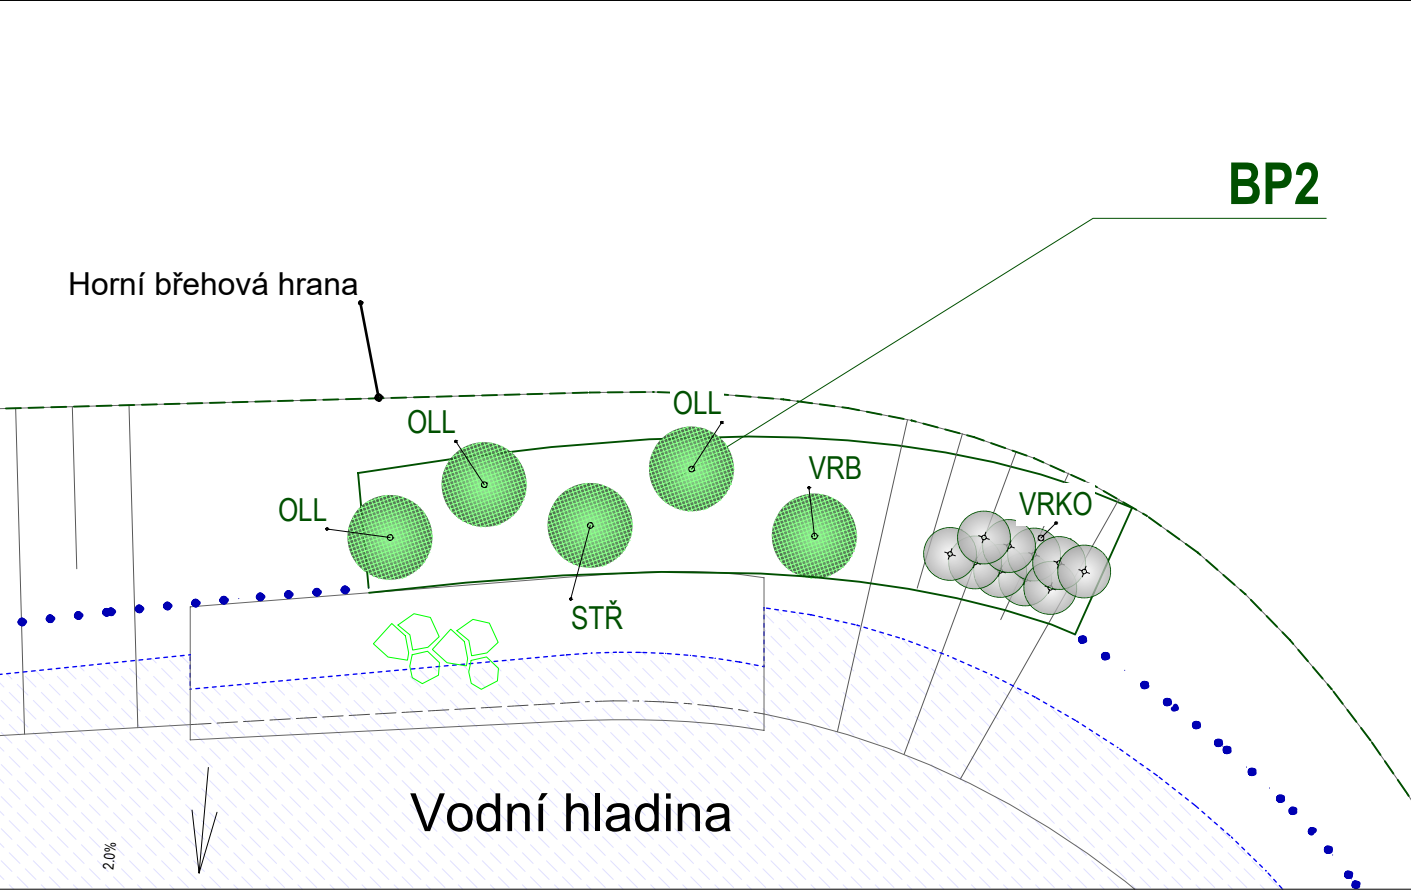 BP2
Horní břehová hrana
OLL
OLL
VRB
OLL
VRKO
STŘ
Vodní hladina
2.0%